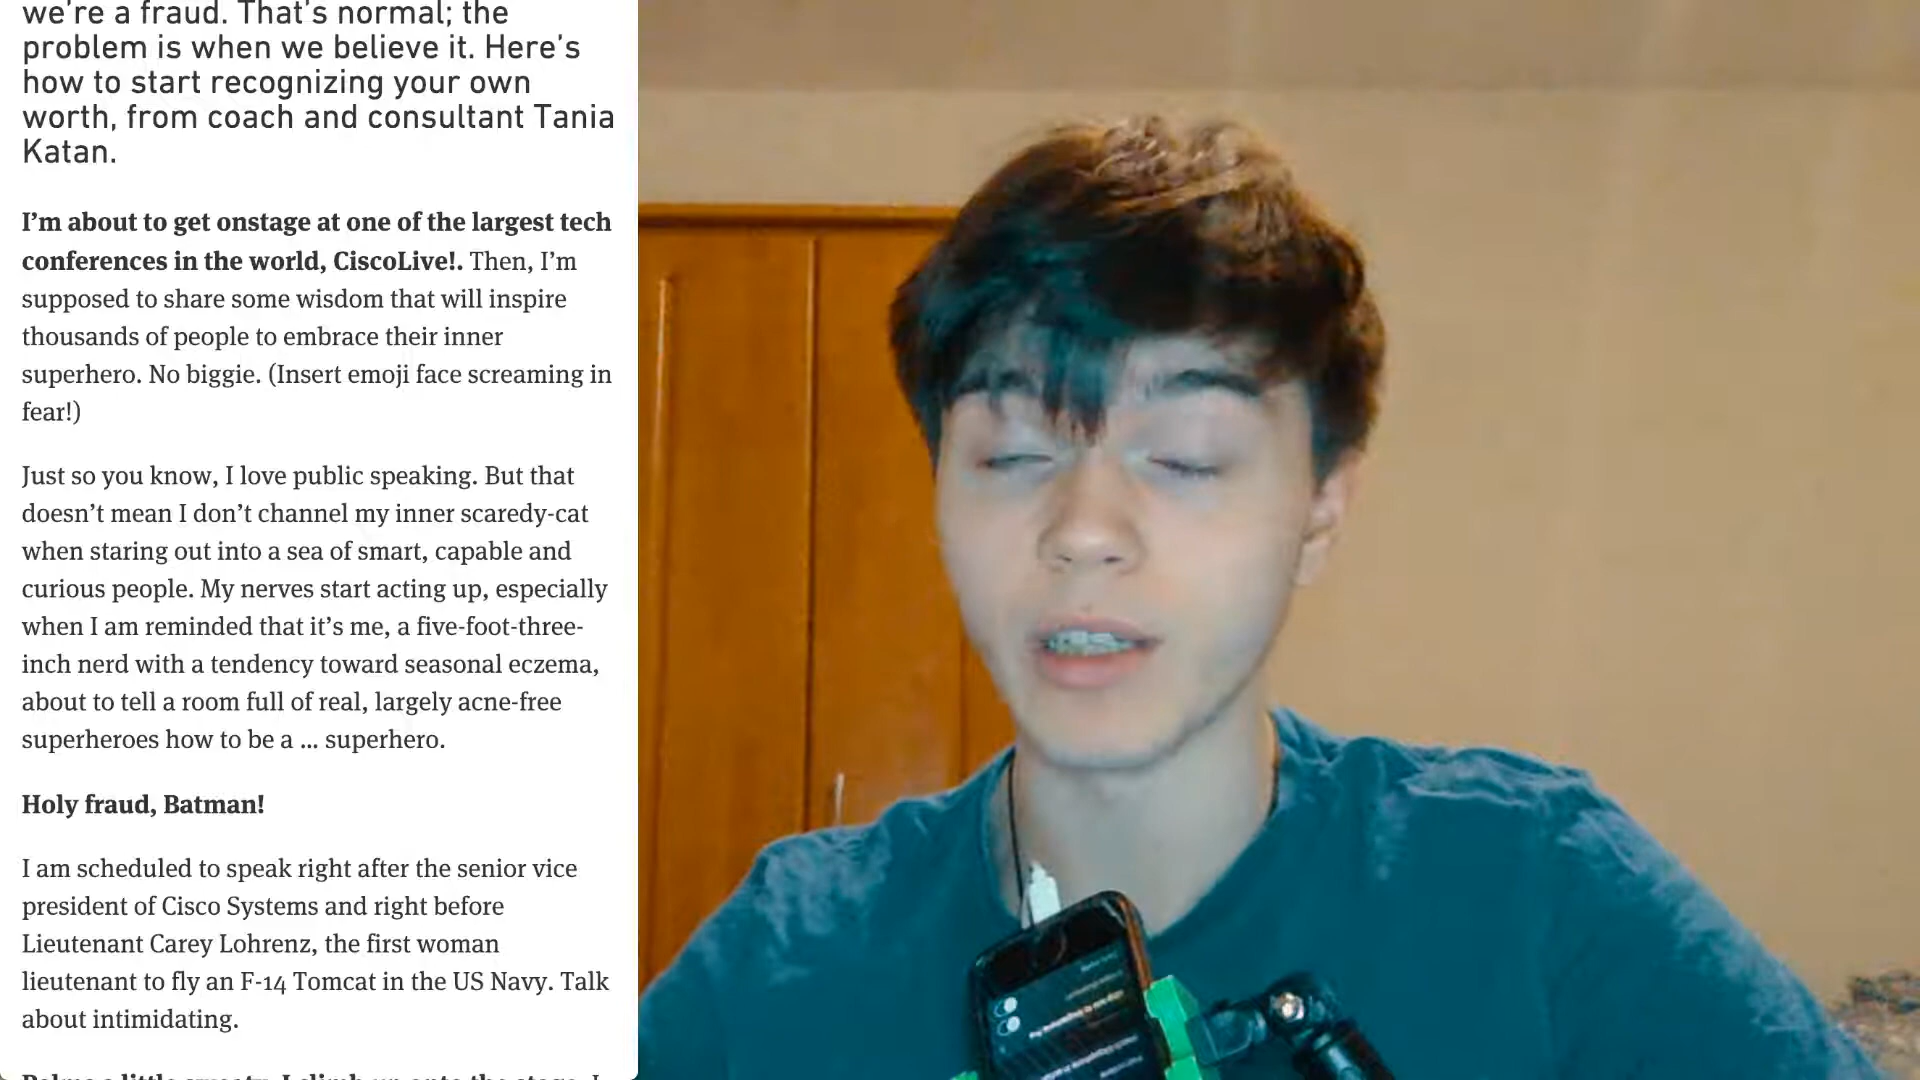 we're a fraud. That's normal; the
problem is when we believe it. Here's
how to start recognizing your own
worth, from coach and consultant Tania
Katan.
I'm about to get onstage at one of the largest tech
conferences in the world, CiscoLive!. Then, I'm
supposed to share some wisdom that will inspire
thousands of people to embrace their inner
superhero. No biggie. (Insert emoji face screaming in
fear!)
Just so you know, I love public speaking. But that
doesn't mean I don't channel my inner scaredy-cat
when staring out into a sea of smart, capable and
curious people. My nerves start acting up, especially
when I am reminded that it's me, a five-foot-three-
inch nerd with a tendency toward seasonal eczema,
about to tell a room full of real, largely acne-free
superheroes how to be a ... superhero.
Holy fraud, Batman!
I am scheduled to speak right after the senior vice
president of Cisco Systems and right before
Lieutenant Carey Lohrenz, the first woman
lieutenant to fly an F-14 Tomcat in the US Navy. Talk
about intimidating.
Palms a little sweaty, I climb up onto the stage. I